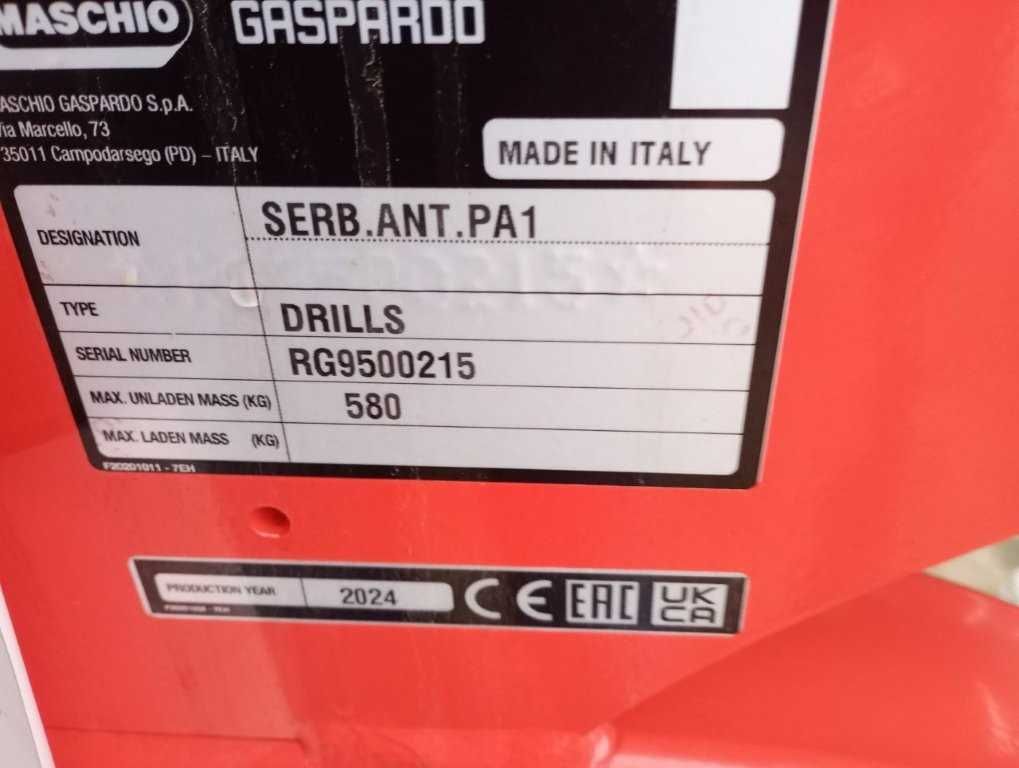 MASCHIO GASPARDO
ASCHIO GASPARDO S.p.A.
Via Marcello, 73
35011 Campodarsego (PD) – ITALY
MADE IN ITALY
DESIGNATION SERB.ANT.PA1
TYPE DRILLS
SERIAL NUMBER RG9500215
MAX. UNLADEN MASS (KG) 580
MAX. LADEN MASS (KG)
F20201011 - 7EH
PRODUCTION YEAR 2024 CE EAC UK CA